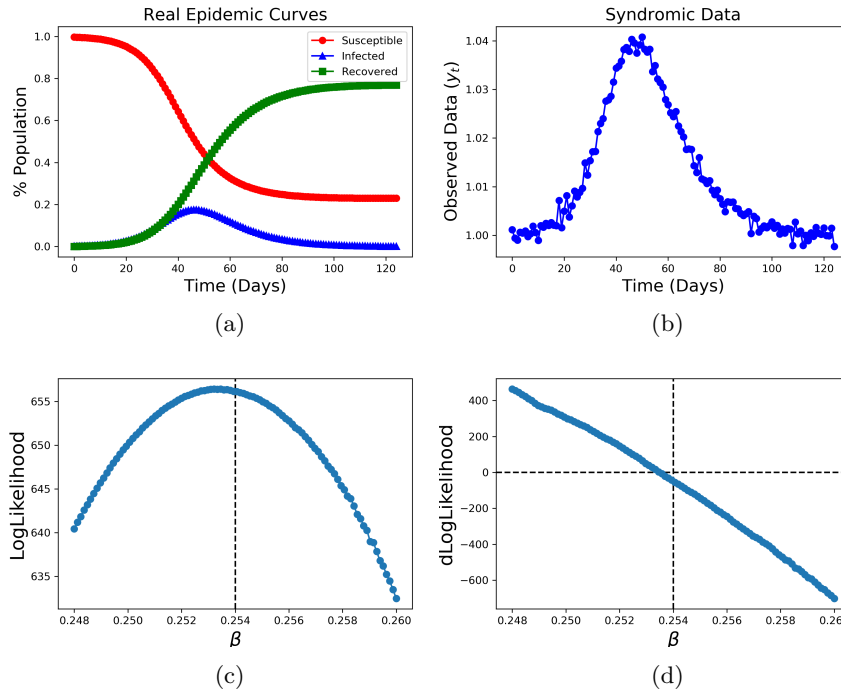 Real Epidemic Curves
1.0
0.8
0.6
0.4
0.2
0.0
% Population
Susceptible
Infected
Recovered
0 20 40 60 80 100 120
Time (Days)
(a)
Syndromic Data
1.04
1.03
1.02
1.01
1.00
Observed Data (yₜ)
0 20 40 60 80 100 120
Time (Days)
(b)
655
650
645
640
635
LogLikelihood
0.248 0.250 0.252 0.254 0.256 0.258 0.260
β
(c)
400
200
0
−200
−400
−600
dLogLikelihood
0.248 0.250 0.252 0.254 0.256 0.258 0.26
β
(d)